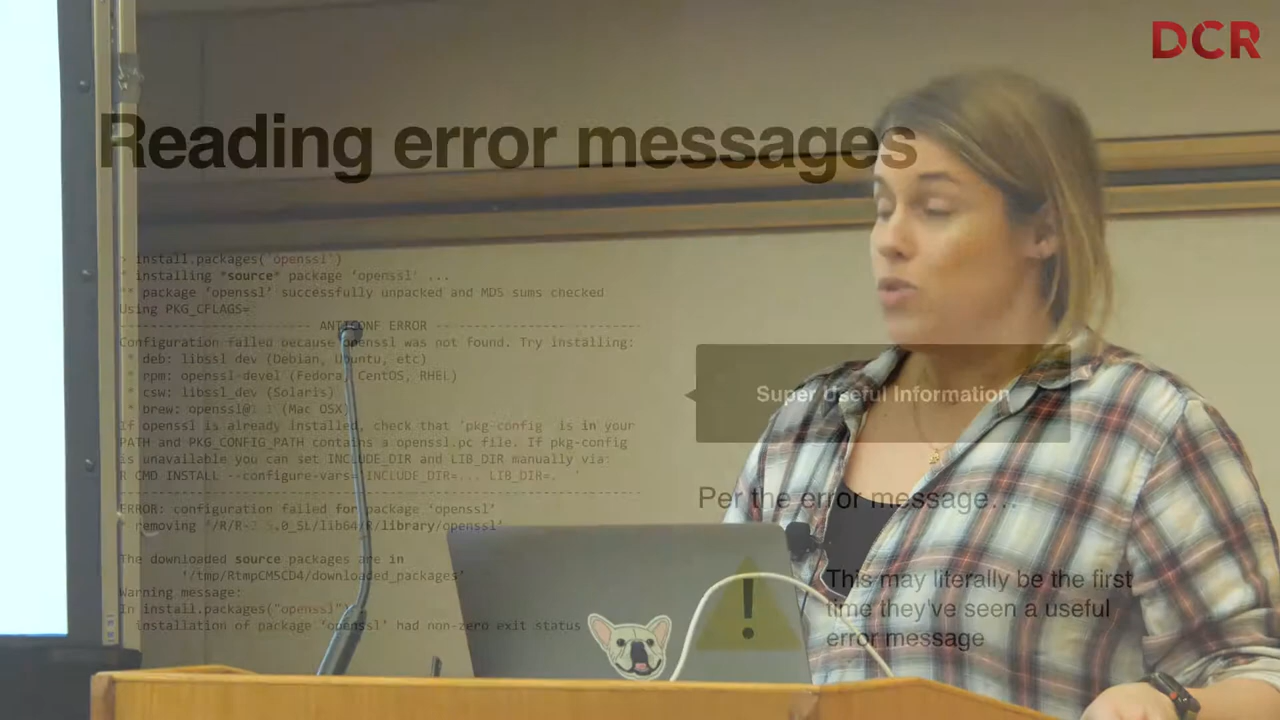 DCR
Reading error messages
> install.packages('openssl')
* installing *source* package 'openssl' ...
** package 'openssl' successfully unpacked and MD5 sums checked
Using PKG_CFLAGS=
------------------------- ANTICONF ERROR ---------------------------
Configuration failed because openssl was not found. Try installing:
* deb: libssl dev (Debian, Ubuntu, etc)
* rpm: openssl-devel (Fedora, CentOS, RHEL)
* csw: libssl_dev (Solaris)
* brew: openssl@1.1 (Mac OSX)
If openssl is already installed, check that 'pkg-config' is in your
PATH and PKG_CONFIG_PATH contains a openssl.pc file. If pkg-config
is unavailable you can set INCLUDE_DIR and LIB_DIR manually via:
R CMD INSTALL --configure-vars='INCLUDE_DIR=... LIB_DIR=...'
--------------------------------------------------------------------
ERROR: configuration failed for package 'openssl'
* removing '/R/R- .0_SL/lib64/R/library/openssl'
The downloaded source packages are in
'/tmp/RtmpCM5CD4/downloaded_packages'
Warning message:
In install.packages("openssl") :
installation of package 'openssl' had non-zero exit status
Super Useful Information
Per the error message...
!
This may literally be the first
time they've seen a useful
error message